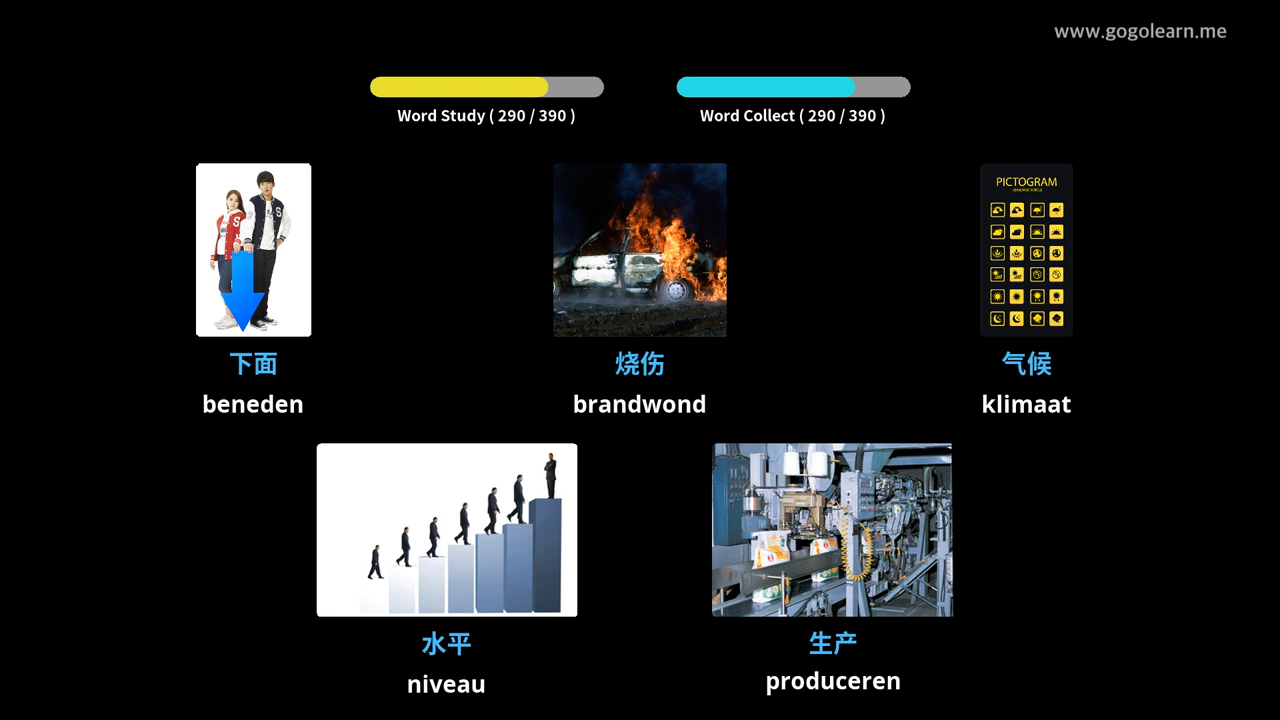 www.gogolearn.me
Word Study ( 290 / 390 )
Word Collect ( 290 / 390 )
PICTOGRAM
下面
烧伤
气候
beneden
brandwond
klimaat
水平
生产
niveau
produceren